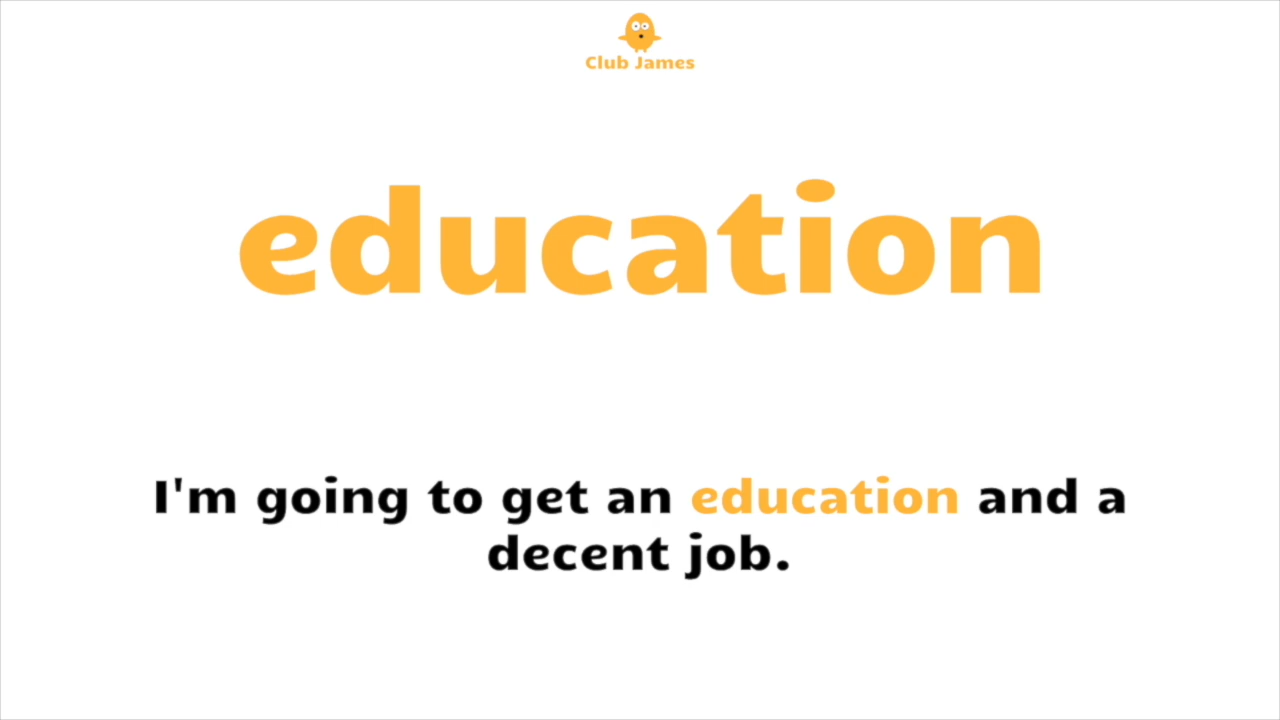 Club James
education
I'm going to get an education and a
decent job.